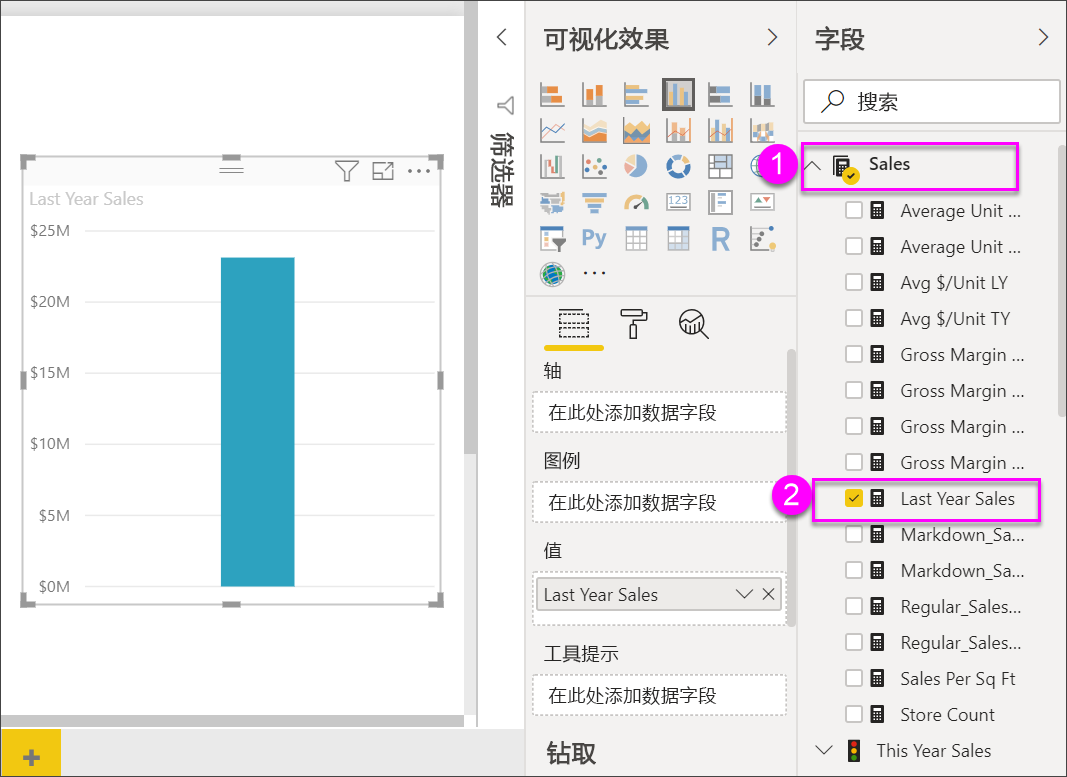 Last Year Sales
$25M
$20M
$15M
$10M
$5M
$0M
筛选器
可视化效果
123
Py
R
轴
在此处添加数据字段
图例
在此处添加数据字段
值
Last Year Sales
工具提示
在此处添加数据字段
钻取
字段
搜索
1
Sales
Average Unit ...
Average Unit ...
Avg $/Unit LY
Avg $/Unit TY
Gross Margin ...
Gross Margin ...
Gross Margin ...
Gross Margin ...
2
Last Year Sales
Markdown_Sa...
Markdown_Sa...
Regular_Sales...
Regular_Sales...
Sales Per Sq Ft
Store Count
This Year Sales